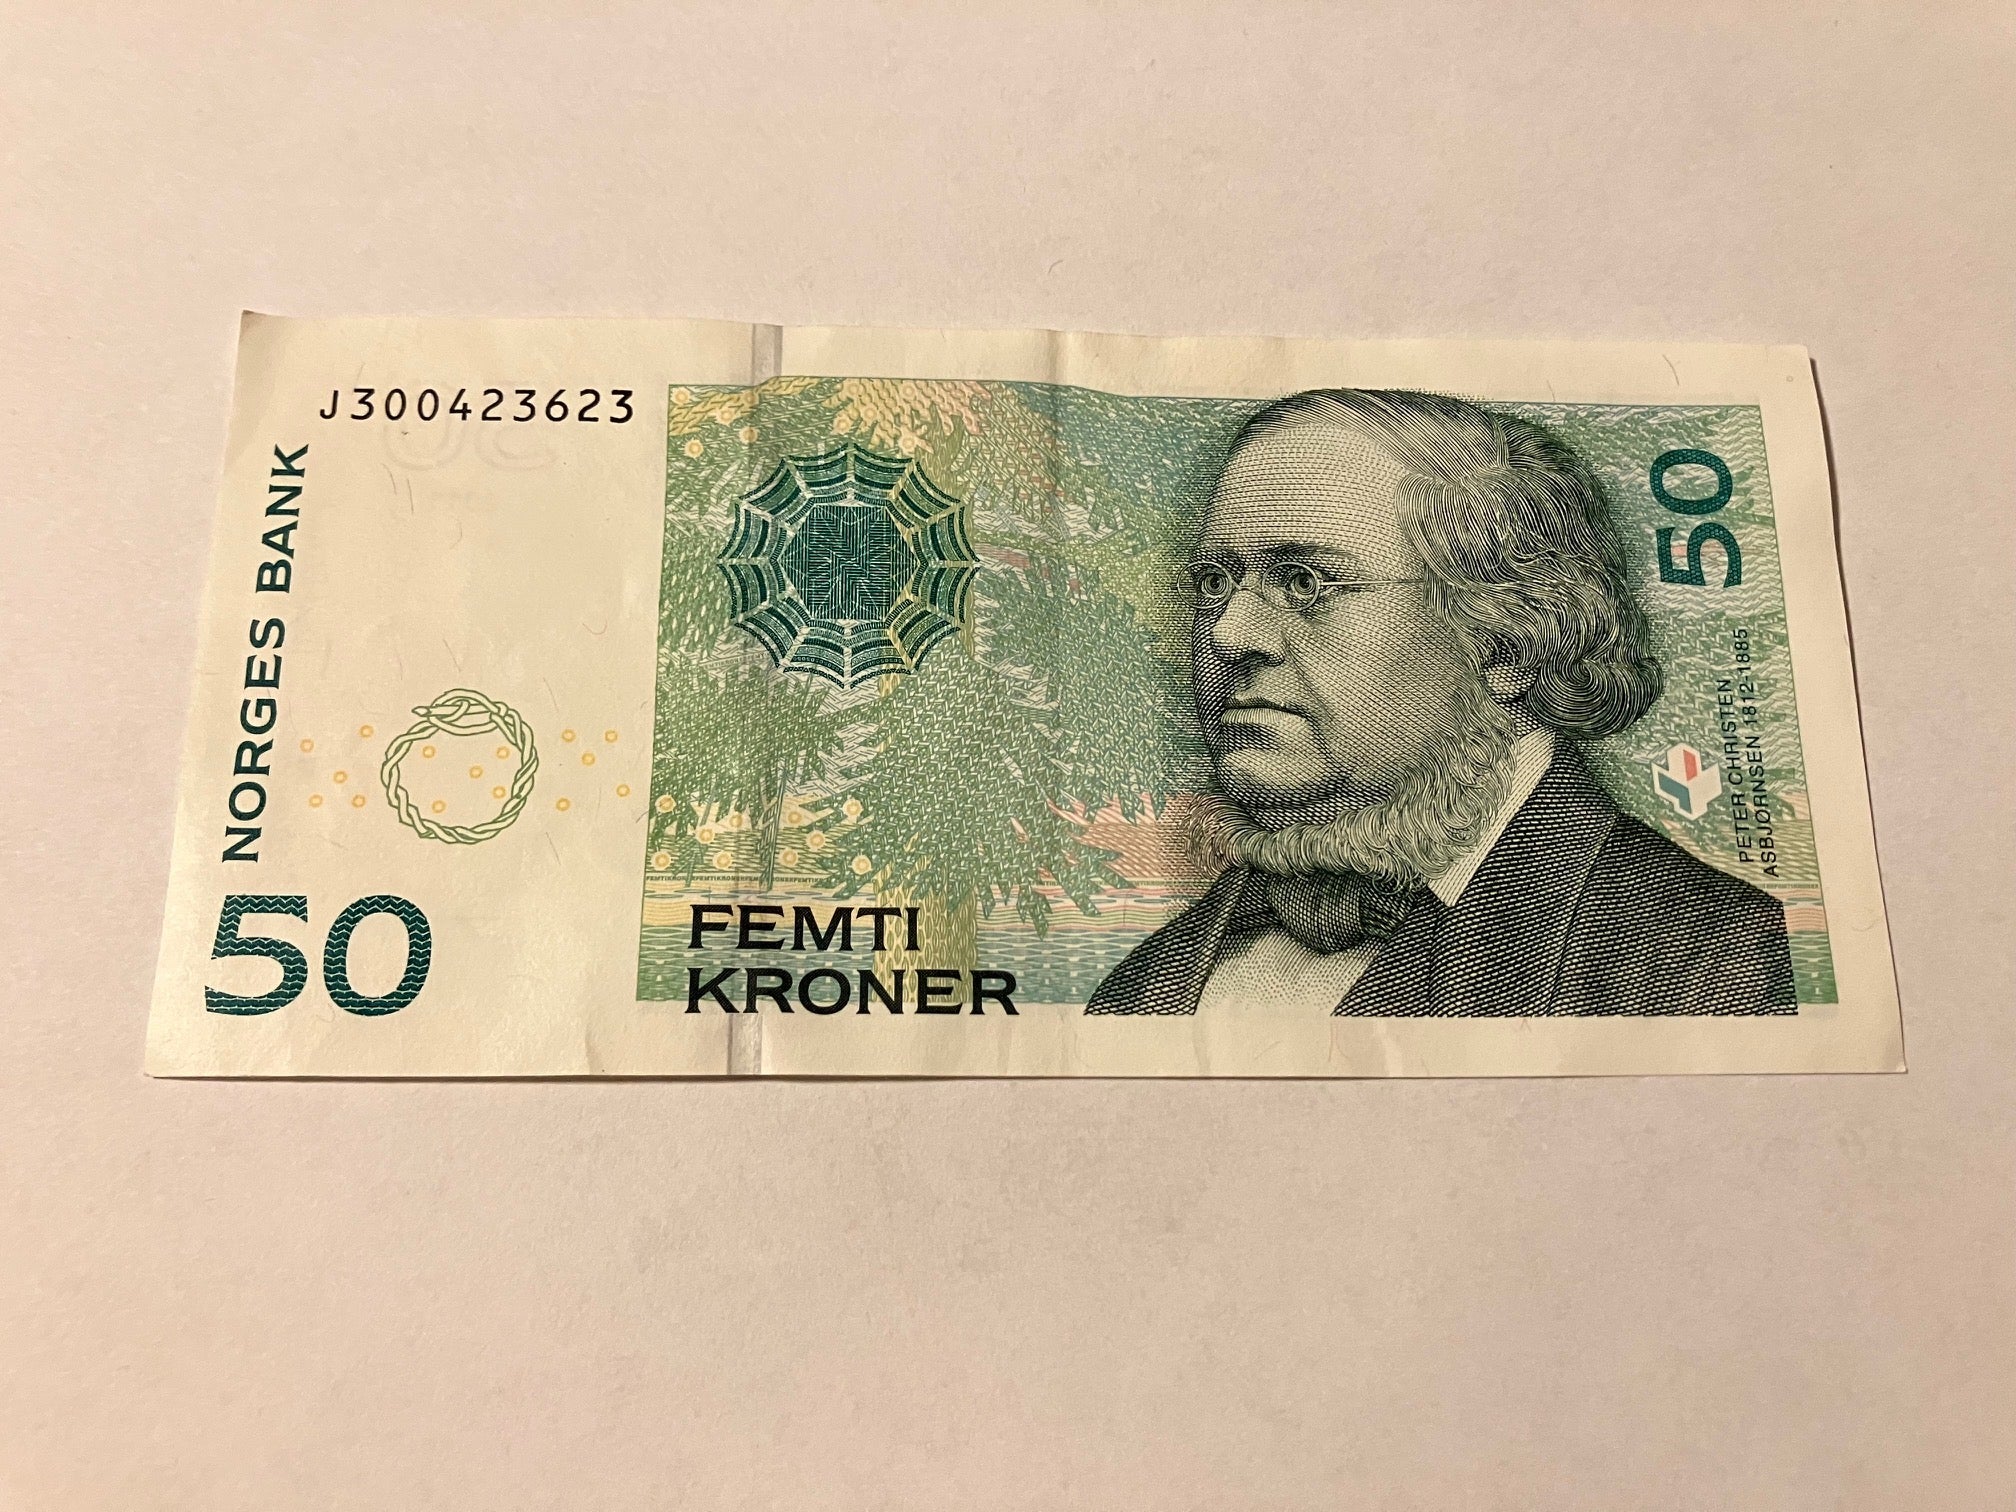 J300423623
NORGES BANK
50
FEMTI
KRONER
50
PETER CHRISTEN
ASBJØRNSEN 1812-1885